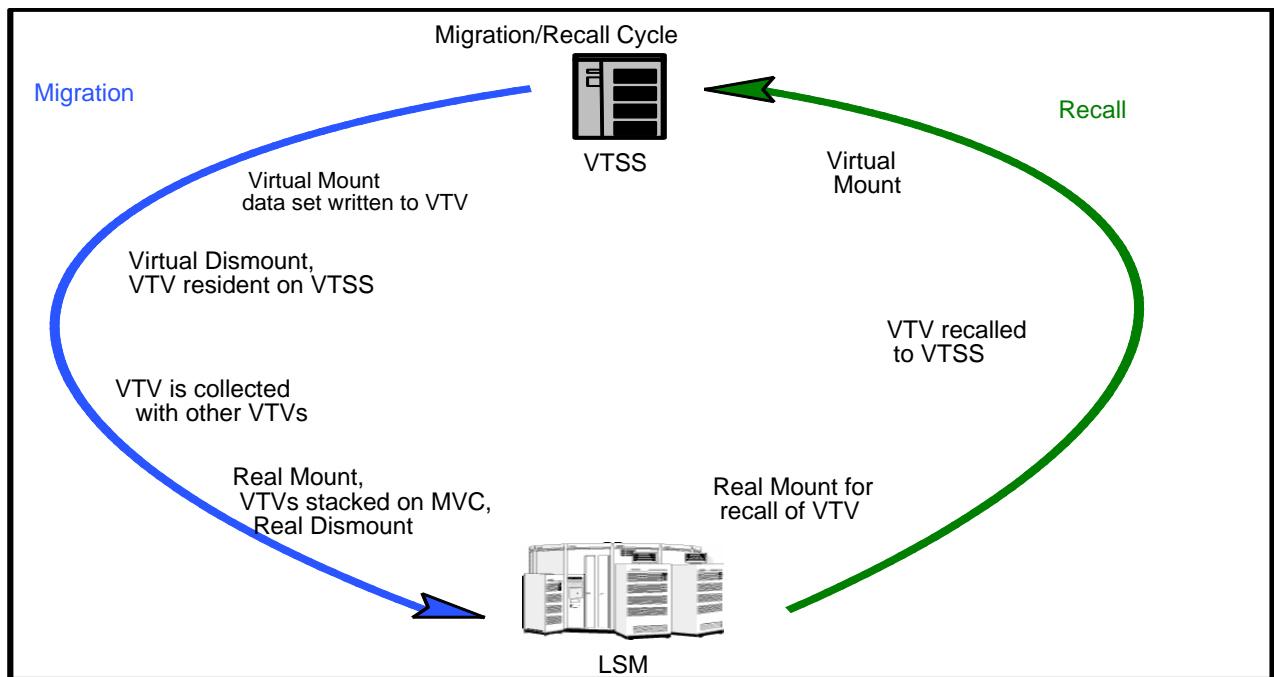 Migration/Recall Cycle
Migration
Recall
VTSS
Virtual Mount
data set written to VTV
Virtual
Mount
Virtual Dismount,
VTV resident on VTSS
VTV recalled
to VTSS
VTV is collected
with other VTVs
Real Mount,
VTVs stacked on MVC,
Real Dismount
Real Mount for
recall of VTV
LSM